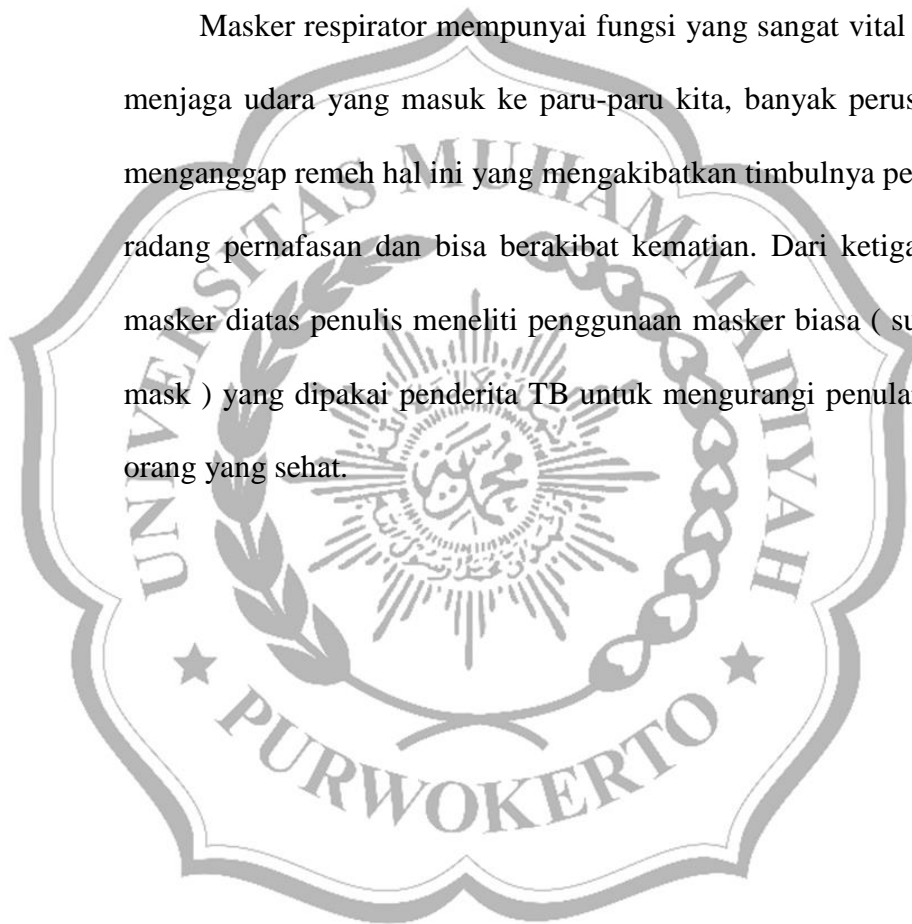 Masker respirator mempunyai fungsi yang sangat vital
menjaga udara yang masuk ke paru-paru kita, banyak perus
menganggap remeh hal ini yang mengakibatkan timbulnya pe
radang pernafasan dan bisa berakibat kematian. Dari ketiga
masker diatas penulis meneliti penggunaan masker biasa ( su
mask ) yang dipakai penderita TB untuk mengurangi penula
orang yang sehat.
UNIVERSITAS MUHAMMADIYAH
PURWOKERTO